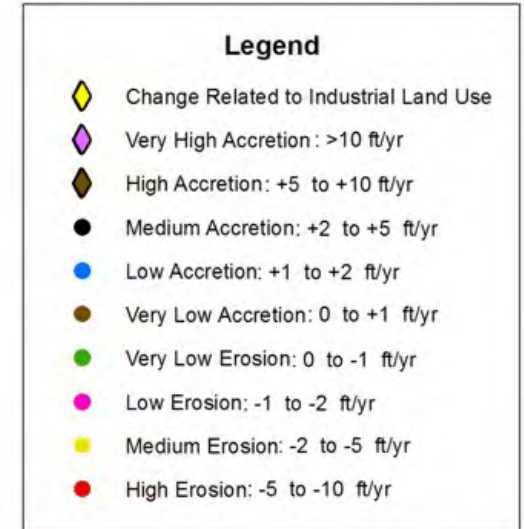 Legend
Change Related to Industrial Land Use
Very High Accretion : >10 ft/yr
High Accretion: +5 to +10 ft/yr
Medium Accretion: +2 to +5 ft/yr
Low Accretion: +1 to +2 ft/yr
Very Low Accretion: 0 to +1 ft/yr
Very Low Erosion: 0 to -1 ft/yr
Low Erosion: -1 to -2 ft/yr
Medium Erosion: -2 to -5 ft/yr
High Erosion: -5 to -10 ft/yr